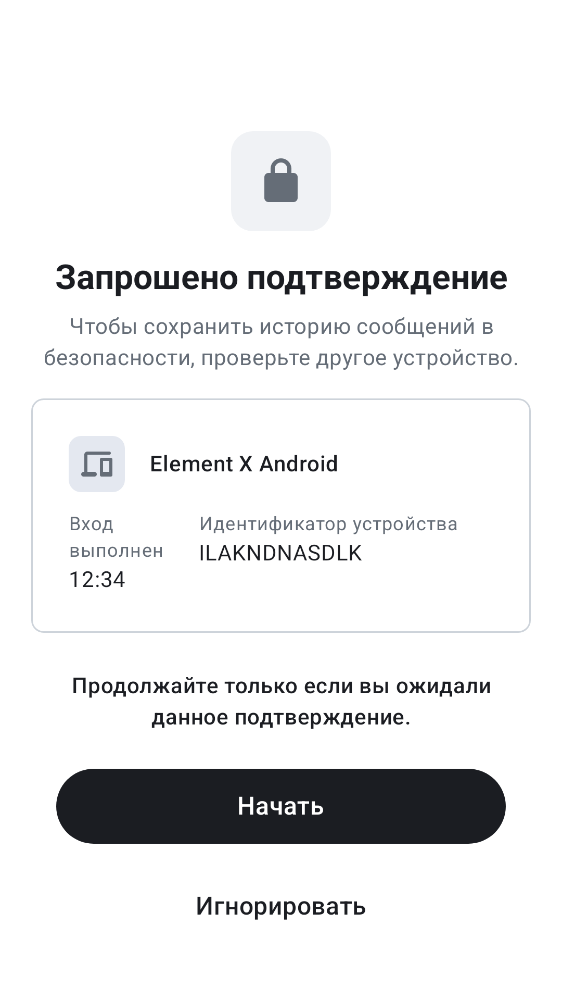 Запрошено подтверждение
Чтобы сохранить историю сообщений в
безопасности, проверьте другое устройство.
Element X Android
Вход
выполнен
12:34
Идентификатор устройства
ILAKNDNASDLK
Продолжайте только если вы ожидали
данное подтверждение.
Начать
Игнорировать